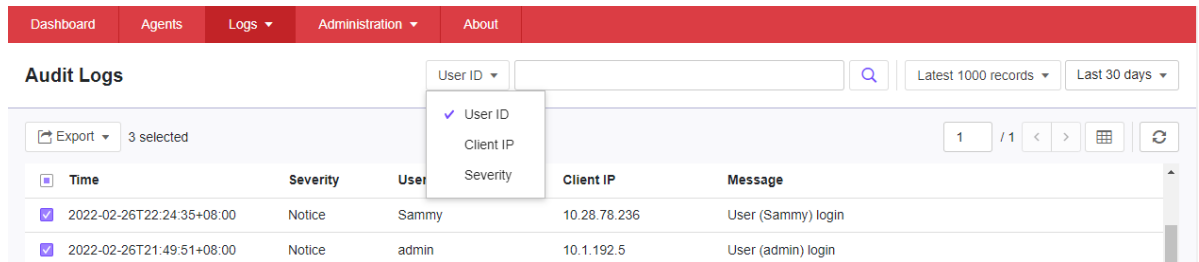 Dashboard Agents Logs Administration About
Audit Logs User ID Latest 1000 records Last 30 days
User ID
Client IP
Severity
Export 3 selected 1 / 1
Time Severity User Client IP Message
2022-02-26T22:24:35+08:00 Notice Sammy 10.28.78.236 User (Sammy) login
2022-02-26T21:49:51+08:00 Notice admin 10.1.192.5 User (admin) login